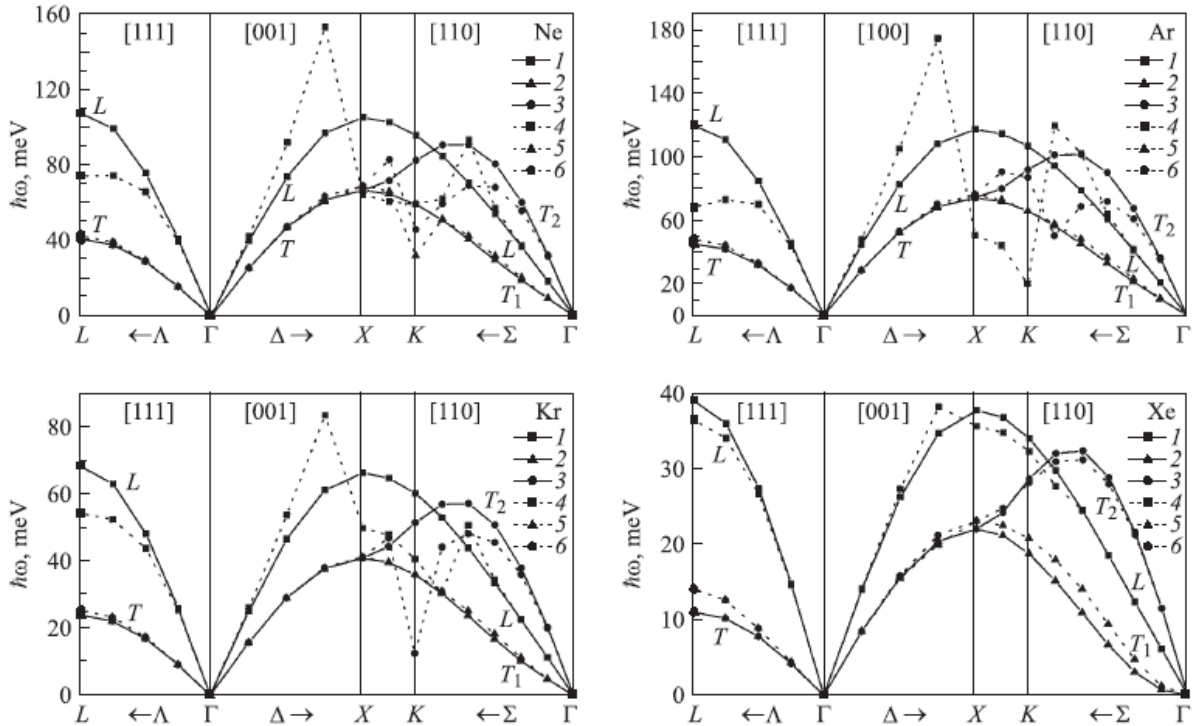 160
[111]
[001]
[110]
Ne
1
2
3
4
5
6
120
80
40
0
ħω, meV
L
T
L
T
L
T2
T1
L
←Λ
Γ
Δ→
X
K
←Σ
Γ
180
[111]
[100]
[110]
Ar
1
2
3
4
5
6
140
100
60
20
0
ħω, meV
L
T
L
T
L
T2
T1
L
←Λ
Γ
Δ→
X
K
←Σ
Γ
80
[111]
[001]
[110]
Kr
1
2
3
4
5
6
60
40
20
0
ħω, meV
L
T
T2
L
T1
L
←Λ
Γ
Δ→
X
K
←Σ
Γ
40
[111]
[001]
[110]
Xe
1
2
3
4
5
6
30
20
10
0
ħω, meV
L
T
T2
L
T1
L
←Λ
Γ
Δ→
X
K
←Σ
Γ